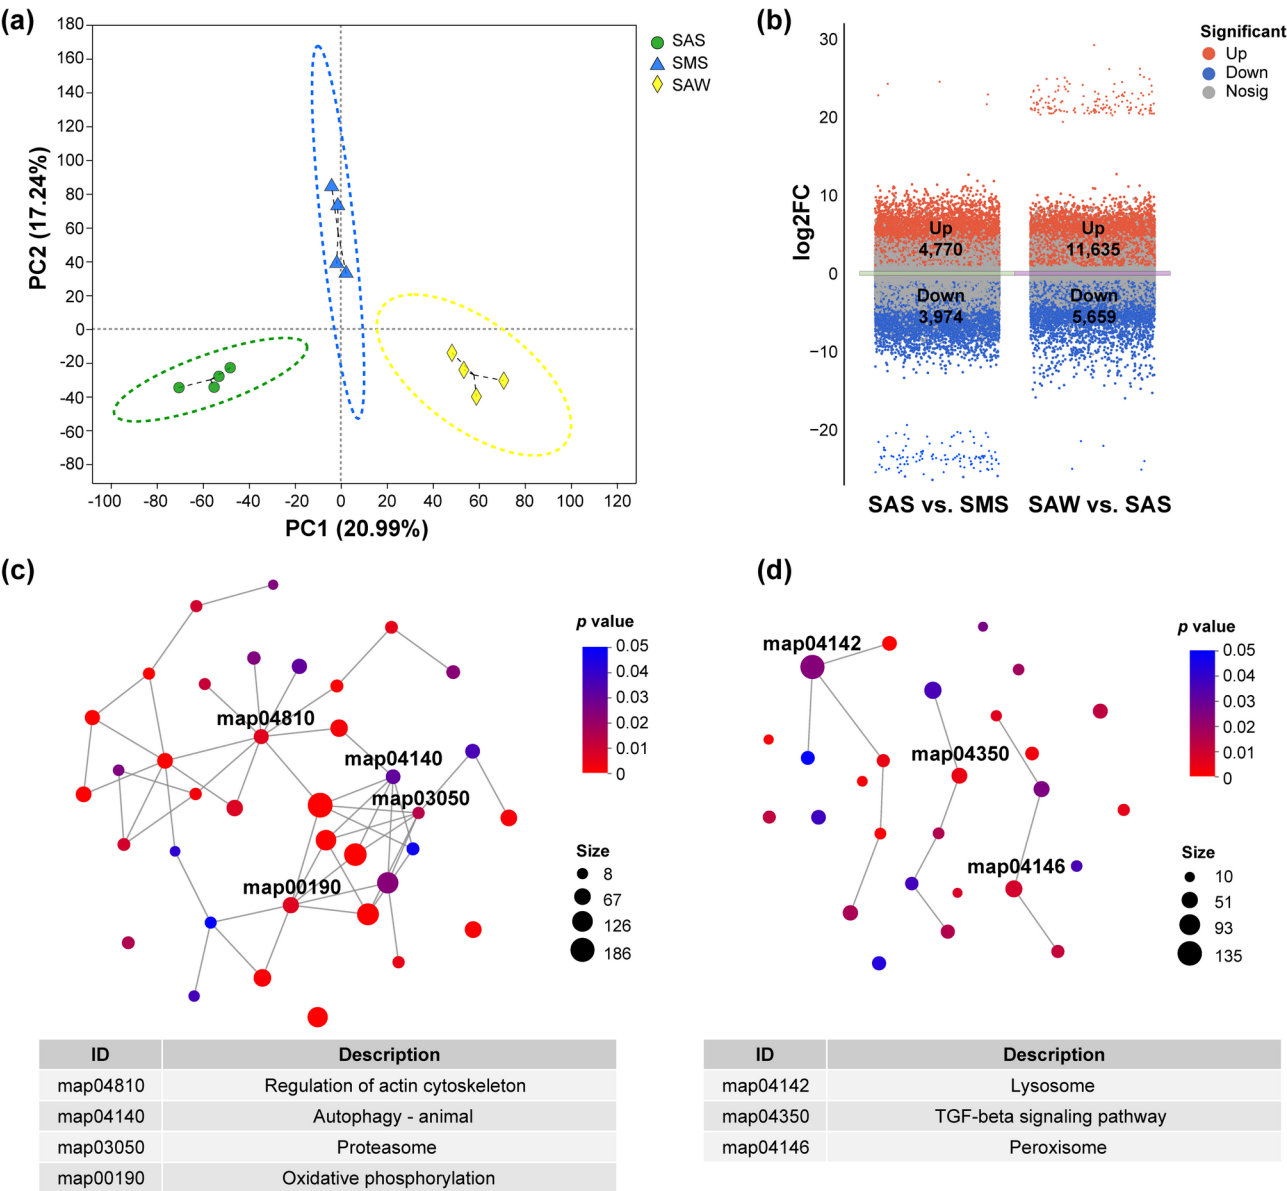 (a)
180
160
140
120
100
80
60
40
20
0
-20
-40
-60
-80
PC2 (17.24%)
-100 -80 -60 -40 -20 0 20 40 60 80 100 120
PC1 (20.99%)
SAS
SMS
SAW
(b)
30
20
10
0
−10
−20
log2FC
Up
4,770
Down
3,974
Up
11,635
Down
5,659
SAS vs. SMS SAW vs. SAS
Significant
Up
Down
Nosig
(c)
map04810
map04140
map03050
map00190
p value
0.05
0.04
0.03
0.02
0.01
0
Size
8
67
126
186
ID Description
map04810 Regulation of actin cytoskeleton
map04140 Autophagy - animal
map03050 Proteasome
map00190 Oxidative phosphorylation
(d)
map04142
map04350
map04146
p value
0.05
0.04
0.03
0.02
0.01
0
Size
10
51
93
135
ID Description
map04142 Lysosome
map04350 TGF-beta signaling pathway
map04146 Peroxisome